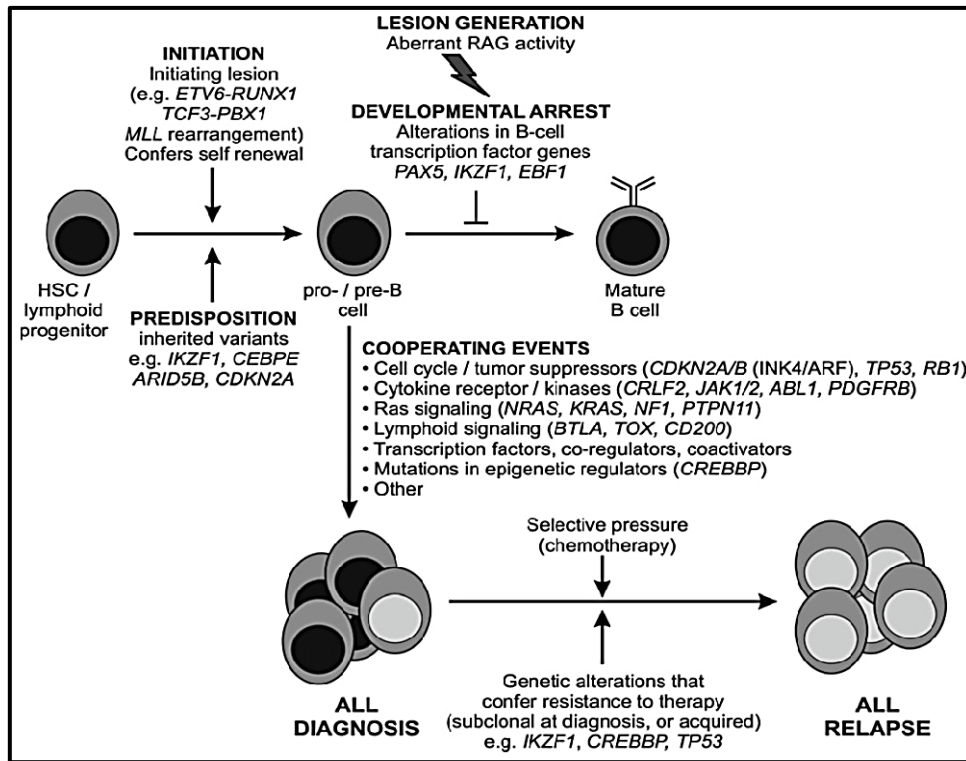 LESION GENERATION
Aberrant RAG activity
INITIATION
Initiating lesion
(e.g. ETV6-RUNX1
TCF3-PBX1
MLL rearrangement)
Confers self renewal
DEVELOPMENTAL ARREST
Alterations in B-cell
transcription factor genes
PAX5, IKZF1, EBF1
HSC /
lymphoid
progenitor
pro- / pre-B
cell
Mature
B cell
PREDISPOSITION
inherited variants
e.g. IKZF1, CEBPE
ARID5B, CDKN2A
COOPERATING EVENTS
• Cell cycle / tumor suppressors (CDKN2A/B (INK4/ARF), TP53, RB1)
• Cytokine receptor / kinases (CRLF2, JAK1/2, ABL1, PDGFRB)
• Ras signaling (NRAS, KRAS, NF1, PTPN11)
• Lymphoid signaling (BTLA, TOX, CD200)
• Transcription factors, co-regulators, coactivators
• Mutations in epigenetic regulators (CREBBP)
• Other
Selective pressure
(chemotherapy)
Genetic alterations that
confer resistance to therapy
(subclonal at diagnosis, or acquired)
e.g. IKZF1, CREBBP, TP53
ALL
DIAGNOSIS
ALL
RELAPSE